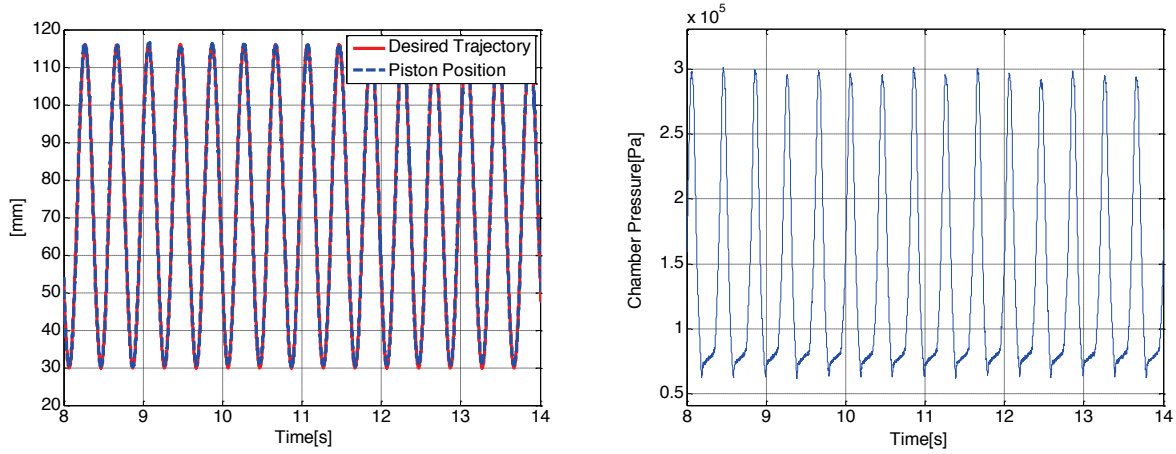 120
110
100
90
80
70
60
50
40
30
20
[mm]
Desired Trajectory
Piston Position
8 9 10 11 12 13 14
Time[s]
x 10^5
3
2.5
2
1.5
1
0.5
Chamber Pressure[Pa]
8 9 10 11 12 13 14
Time[s]